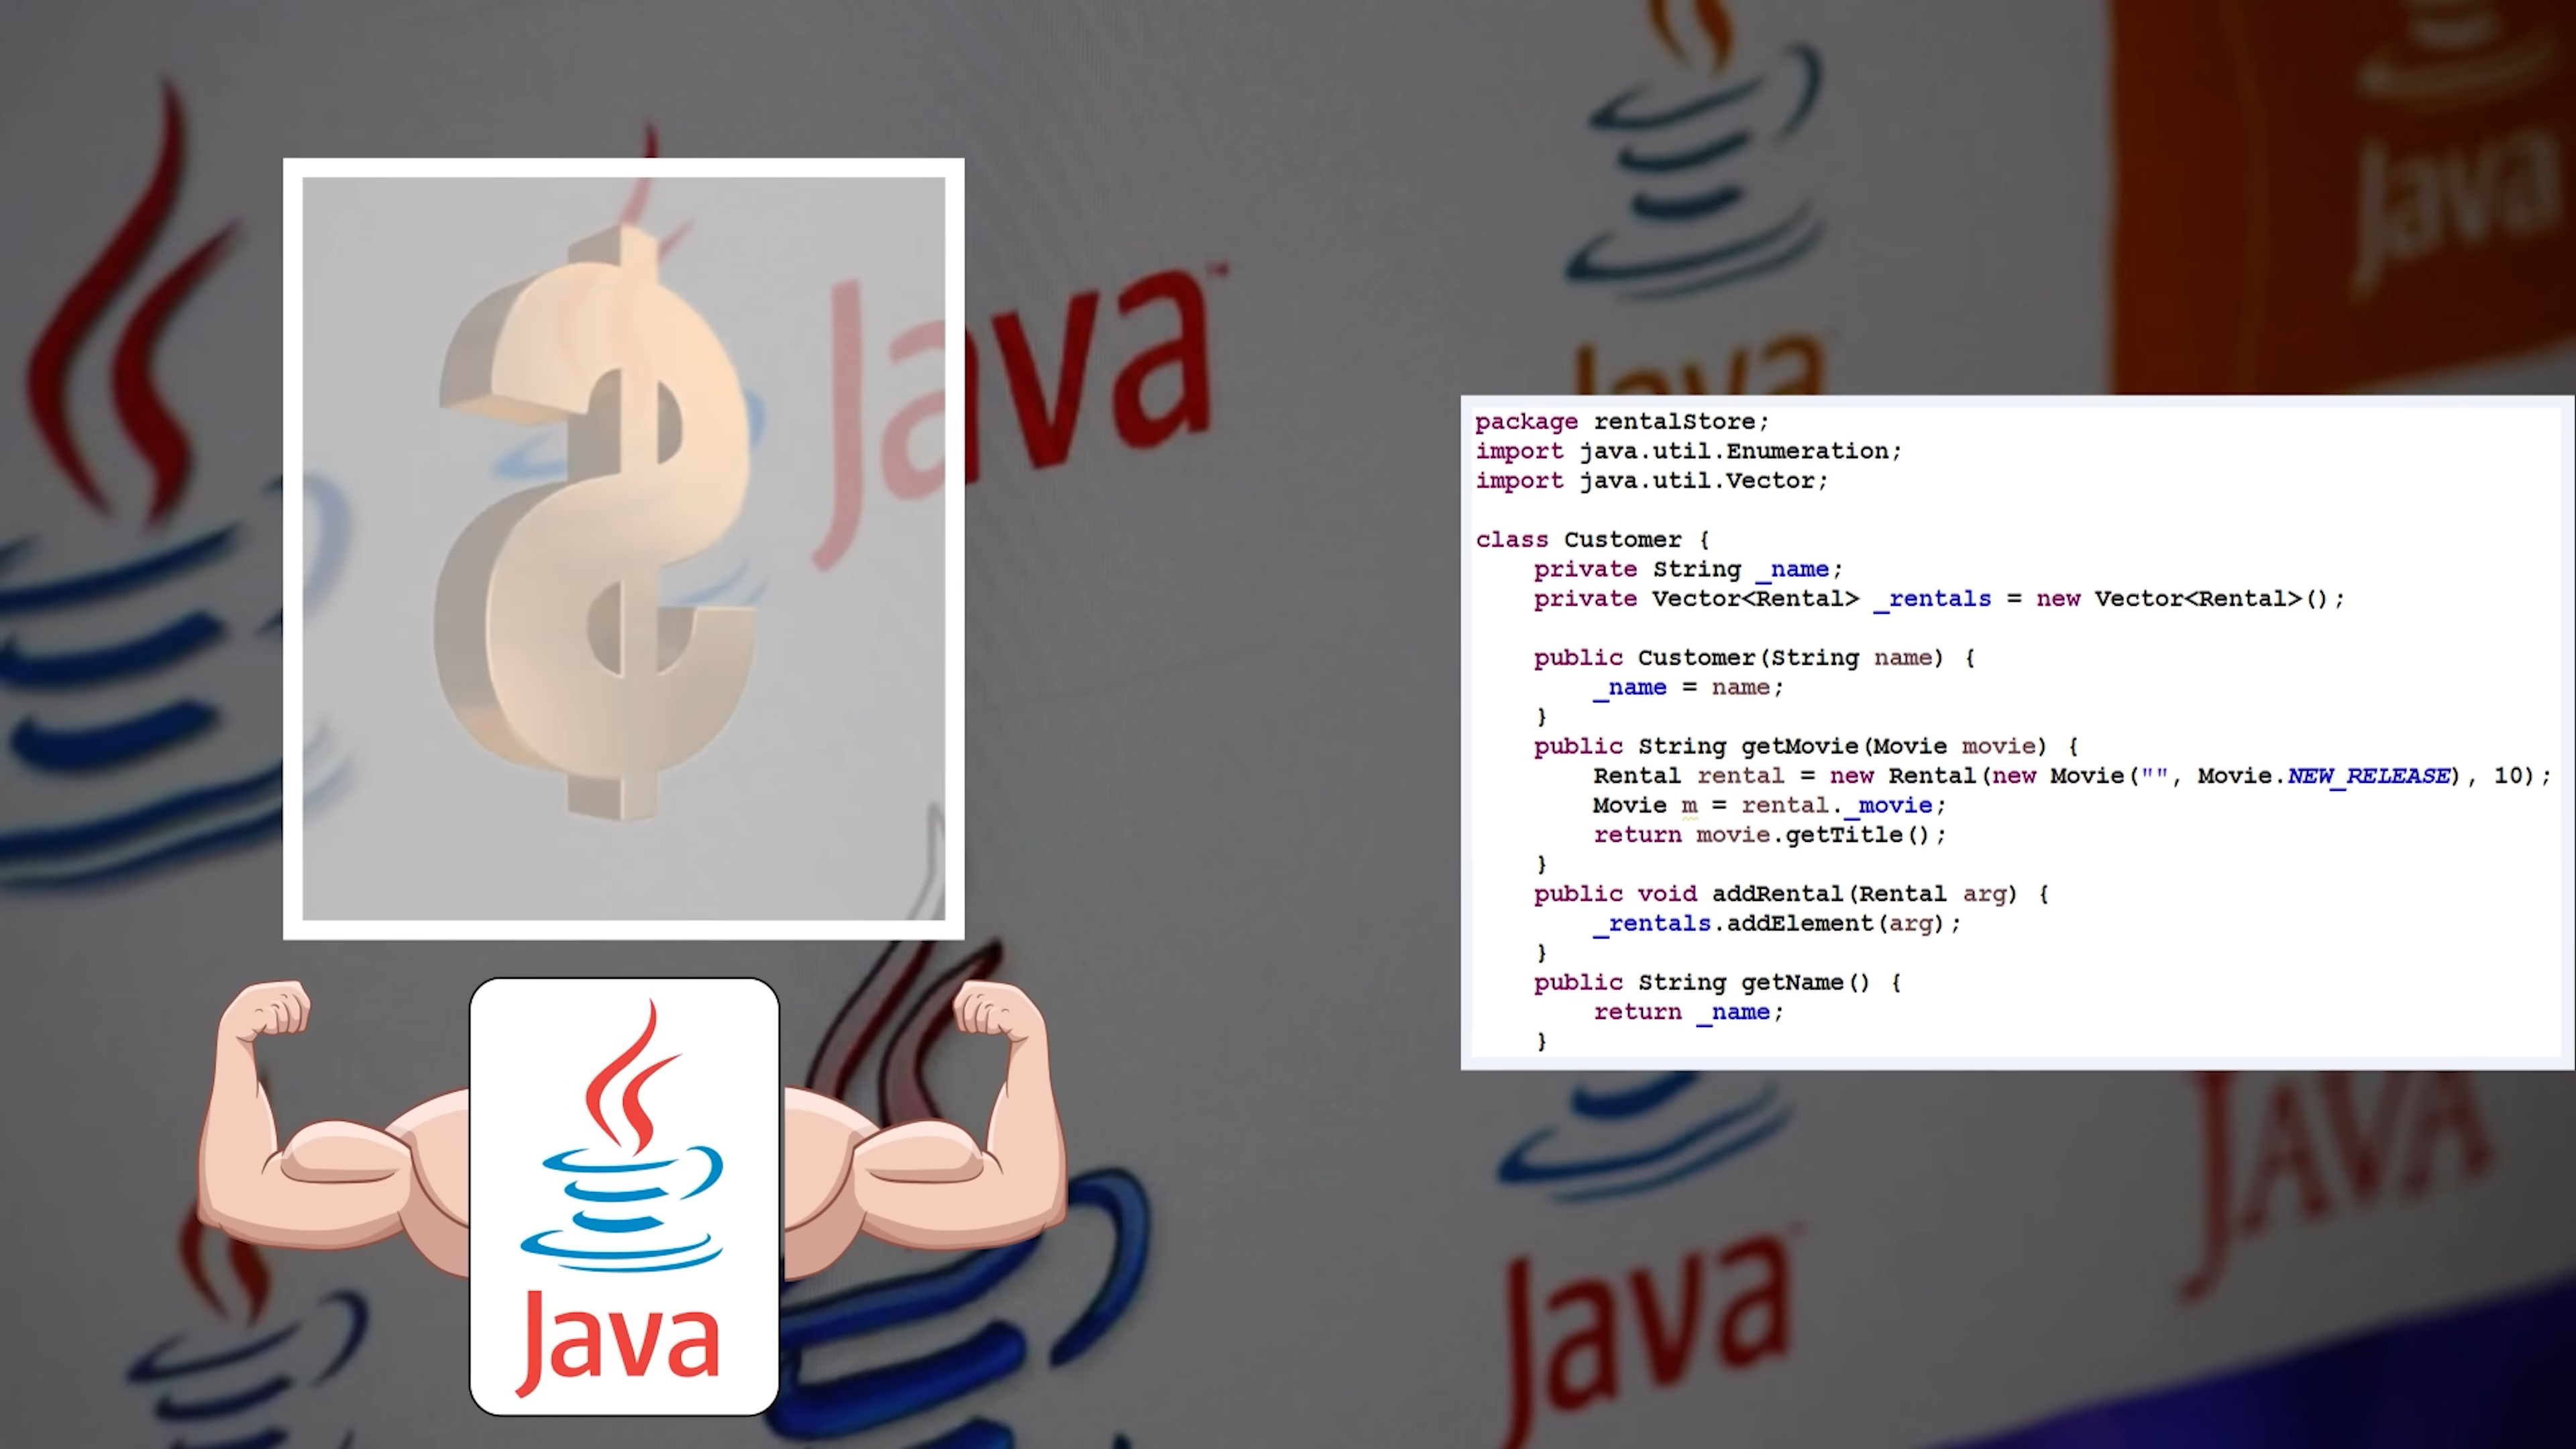 Java
Java
Java
Java
package rentalStore;
import java.util.Enumeration;
import java.util.Vector;
class Customer {
private String _name;
private Vector<Rental> _rentals = new Vector<Rental>();
public Customer(String name) {
_name = name;
}
public String getMovie(Movie movie) {
Rental rental = new Rental(new Movie("", Movie.NEW_RELEASE), 10);
Movie m = rental._movie;
return movie.getTitle();
}
public void addRental(Rental arg) {
_rentals.addElement(arg);
}
public String getName() {
return _name;
}
JAVA
Java
Java